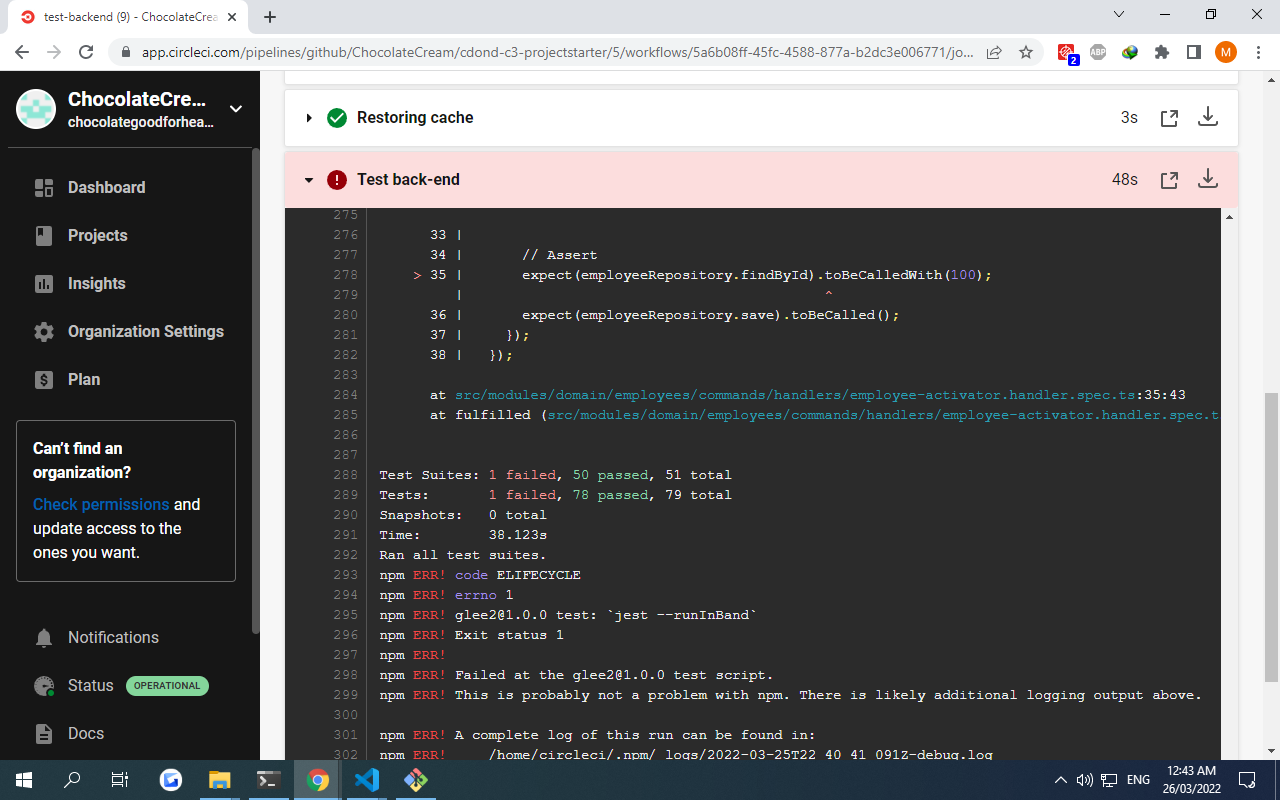 test-backend (9) - ChocolateCrea
app.circleci.com/pipelines/github/ChocolateCream/cdond-c3-projectstarter/5/workflows/5a6b08ff-45fc-4588-877a-b2dc3e006771/jo...
2
ABP
M
ChocolateCre...
chocolategoodforhea...
Dashboard
Projects
Insights
Organization Settings
Plan
Can't find an
organization?
Check permissions and
update access to the
ones you want.
Notifications
Status OPERATIONAL
Docs
Restoring cache 3s
Test back-end 48s
275
276 33 |
277 34 | // Assert
278 > 35 | expect(employeeRepository.findById).toBeCalledWith(100);
279 | ^
280 36 | expect(employeeRepository.save).toBeCalled();
281 37 | });
282 38 | });
283
284 at src/modules/domain/employees/commands/handlers/employee-activator.handler.spec.ts:35:43
285 at fulfilled (src/modules/domain/employees/commands/handlers/employee-activator.handler.spec.t
286
287
288 Test Suites: 1 failed, 50 passed, 51 total
289 Tests: 1 failed, 78 passed, 79 total
290 Snapshots: 0 total
291 Time: 38.123s
292 Ran all test suites.
293 npm ERR! code ELIFECYCLE
294 npm ERR! errno 1
295 npm ERR! glee2@1.0.0 test: `jest --runInBand`
296 npm ERR! Exit status 1
297 npm ERR!
298 npm ERR! Failed at the glee2@1.0.0 test script.
299 npm ERR! This is probably not a problem with npm. There is likely additional logging output above.
300
301 npm ERR! A complete log of this run can be found in:
302 npm ERR! /home/circleci/.npm/_logs/2022-03-25T22_40_41_091Z-debug.log
ENG
12:43 AM
26/03/2022